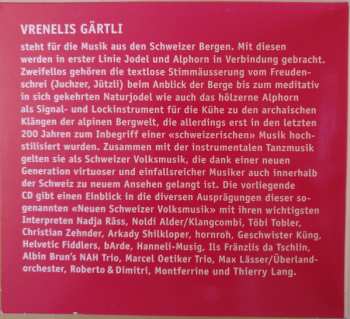 VRENELIS GÄRTLI
steht für die Musik aus den Schweizer Bergen. Mit diesen
werden in erster Linie Jodel und Alphorn in Verbindung gebracht.
Zweifellos gehören die textlose Stimmäusserung vom Freuden-
schrei (Juchzer, Jützli) beim Anblick der Berge bis zum meditativ
in sich gekehrten Naturjodel wie auch das hölzerne Alphorn
als Signal- und Lockinstrument für die Kühe zu den archaischen
Klängen der alpinen Bergwelt, die allerdings erst in den letzten
200 Jahren zum Inbegriff einer «schweizerischen» Musik hoch-
stilisiert wurden. Zusammen mit der instrumentalen Tanzmusik
gelten sie als Schweizer Volksmusik, die dank einer neuen
Generation virtuoser und einfallsreicher Musiker auch innerhalb
der Schweiz zu neuem Ansehen gelangt ist. Die vorliegende
CD gibt einen Einblick in die diversen Ausprägungen dieser so-
genannten «Neuen Schweizer Volksmusik» mit ihren wichtigsten
Interpreten Nadja Räss, Noldi Alder/Klangcombi, Töbi Tobler,
Christian Zehnder, Arkady Shilkloper, hornroh, Geschwister Küng,
Helvetic Fiddlers, bArde, Hanneli-Musig, Ils Fränzlis da Tschlin,
Albin Brun's NAH Trio, Marcel Oetiker Trio, Max Lässer/Überland-
orchester, Roberto & Dimitri, Montferrine und Thierry Lang.